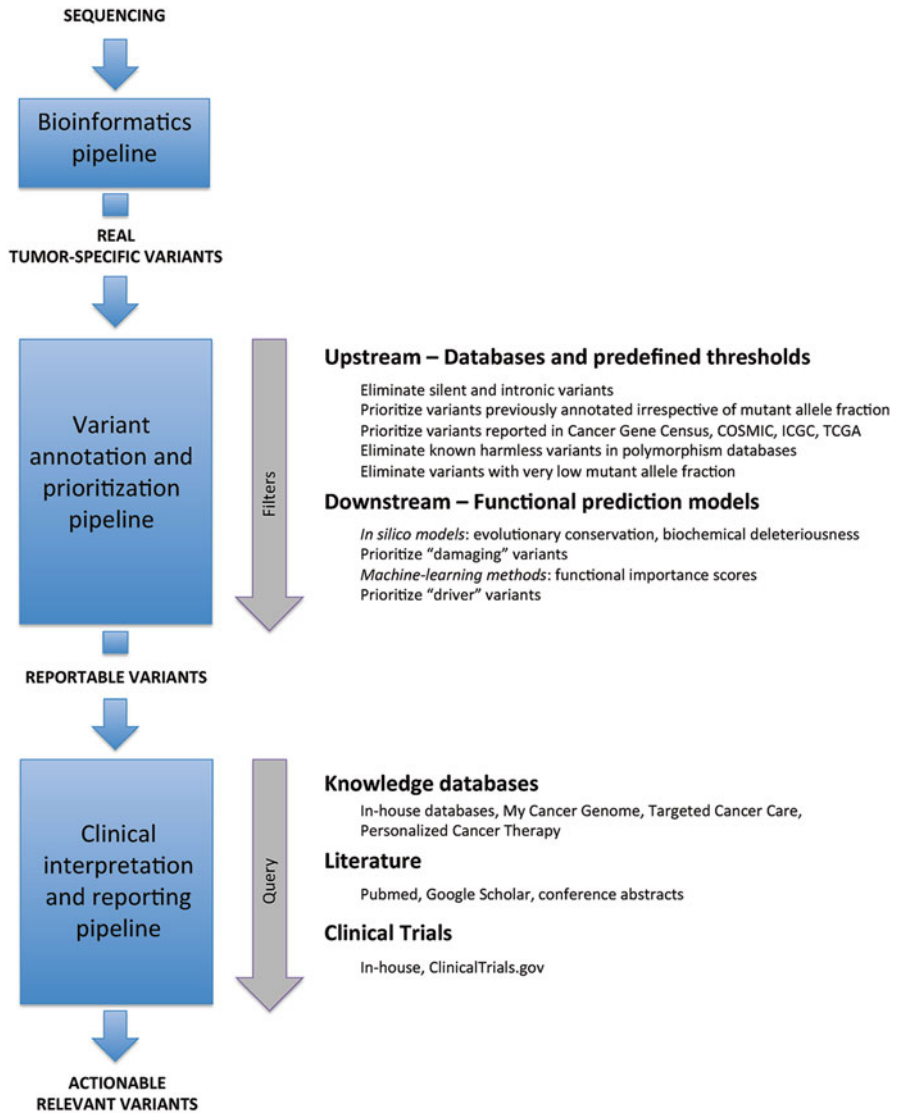 SEQUENCING
Bioinformatics
pipeline
REAL
TUMOR-SPECIFIC VARIANTS
Variant
annotation and
prioritization
pipeline
Filters
Upstream – Databases and predefined thresholds
Eliminate silent and intronic variants
Prioritize variants previously annotated irrespective of mutant allele fraction
Prioritize variants reported in Cancer Gene Census, COSMIC, ICGC, TCGA
Eliminate known harmless variants in polymorphism databases
Eliminate variants with very low mutant allele fraction
Downstream – Functional prediction models
In silico models: evolutionary conservation, biochemical deleteriousness
Prioritize “damaging” variants
Machine-learning methods: functional importance scores
Prioritize “driver” variants
REPORTABLE VARIANTS
Clinical
interpretation
and reporting
pipeline
Query
Knowledge databases
In-house databases, My Cancer Genome, Targeted Cancer Care,
Personalized Cancer Therapy
Literature
Pubmed, Google Scholar, conference abstracts
Clinical Trials
In-house, ClinicalTrials.gov
ACTIONABLE
RELEVANT VARIANTS